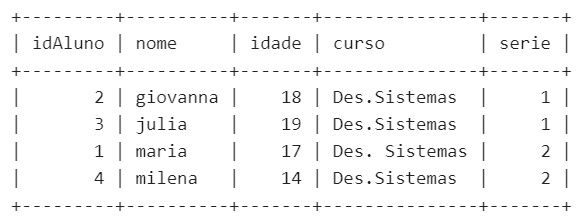 +---------+----------+-------+---------------+-------+
| idAluno | nome     | idade | curso         | serie |
+---------+----------+-------+---------------+-------+
|       2 | giovanna |    18 | Des.Sistemas  |     1 |
|       3 | julia    |    19 | Des.Sistemas  |     1 |
|       1 | maria    |    17 | Des. Sistemas |     2 |
|       4 | milena   |    14 | Des.Sistemas  |     2 |
+---------+----------+-------+---------------+-------+